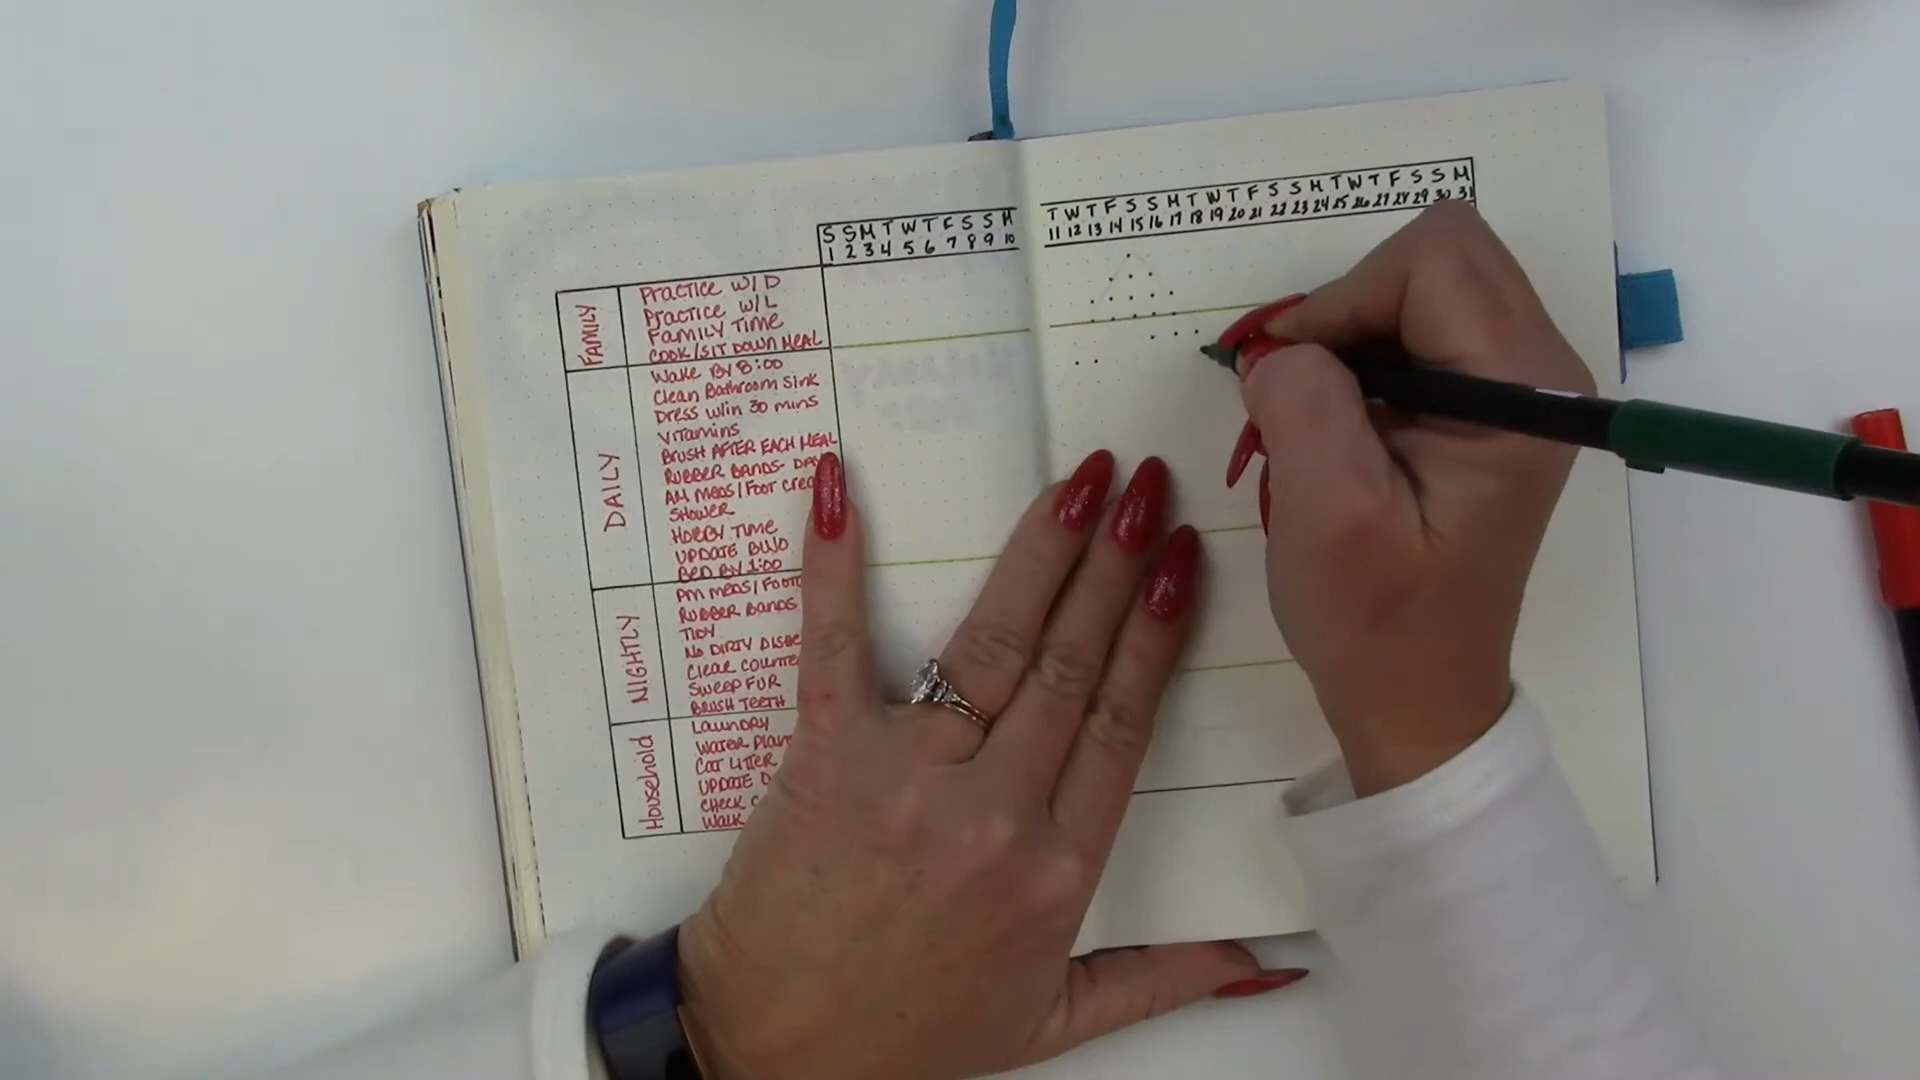 S S M T W T F S S M
1 2 3 4 5 6 7 8 9 10
T W T F S S M T W T F S S M T W T F S S M
11 12 13 14 15 16 17 18 19 20 21 22 23 24 25 26 27 28 29 30 31
FAMILY
Practice w/ D
Practice w/ L
FAMILY TIME
COOK/SIT DOWN MEAL
DAILY
Wake By 8:00
Clean Bathroom Sink
Dress w/in 30 mins
Vitamins
BRUSH AFTER EACH MEAL
RUBBER BANDS- DAY
AM MEDS/FOOT
SHOWER
HOBBY TIME
UPDATE BUJO
BED BY 1:00
NIGHTLY
PM MEDS/
RUBBER BANDS
TIDY
NO DIRTY
Clear
SWEEP FUR
BRUSH TEETH
Household
LAUNDRY
WATER
CAT LITTER
UPDATE
CHECK
WALK